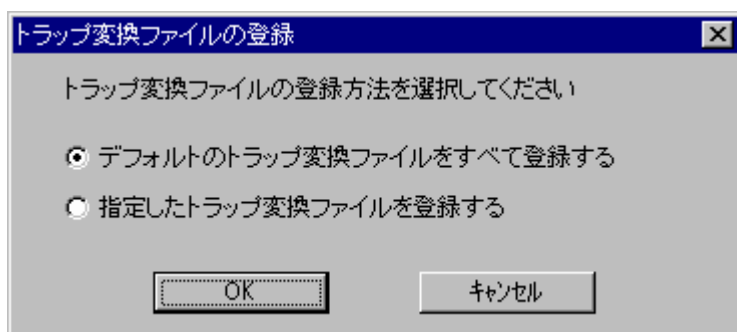 トラップ変換ファイルの登録
トラップ変換ファイルの登録方法を選択してください
デフォルトのトラップ変換ファイルをすべて登録する
指定したトラップ変換ファイルを登録する
OK
キャンセル